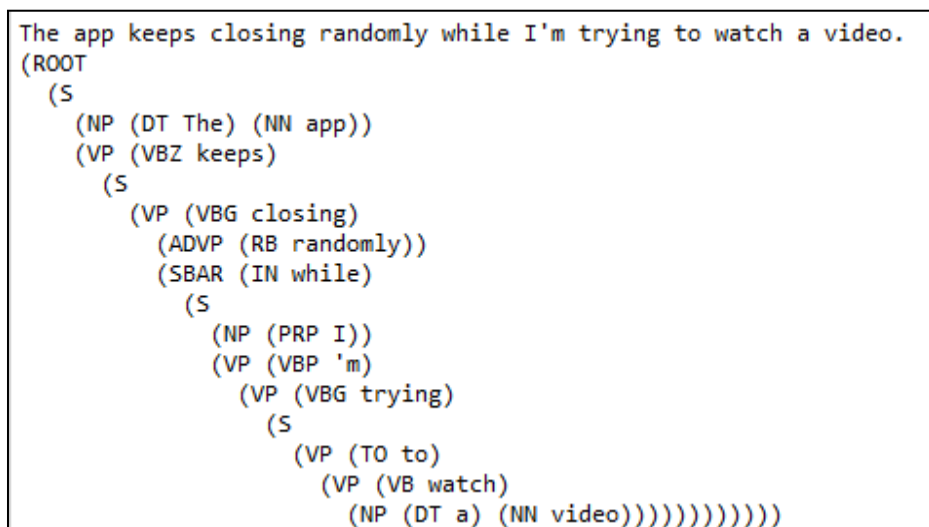 The app keeps closing randomly while I'm trying to watch a video.
(ROOT
  (S
    (NP (DT The) (NN app))
    (VP (VBZ keeps)
      (S
        (VP (VBG closing)
          (ADVP (RB randomly))
          (SBAR (IN while)
            (S
              (NP (PRP I))
              (VP (VBP 'm)
                (VP (VBG trying)
                  (S
                    (VP (TO to)
                      (VP (VB watch)
                        (NP (DT a) (NN video))))))))))))